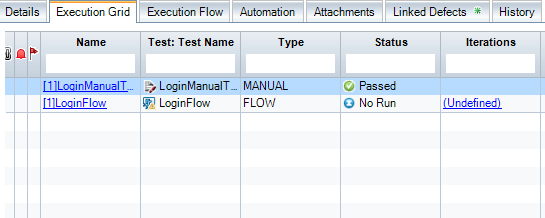 Details Execution Grid Execution Flow Automation Attachments Linked Defects * History
Name Test: Test Name Type Status Iterations
[1]LoginManualT... LoginManualT... MANUAL Passed
[1]LoginFlow LoginFlow FLOW No Run (Undefined)